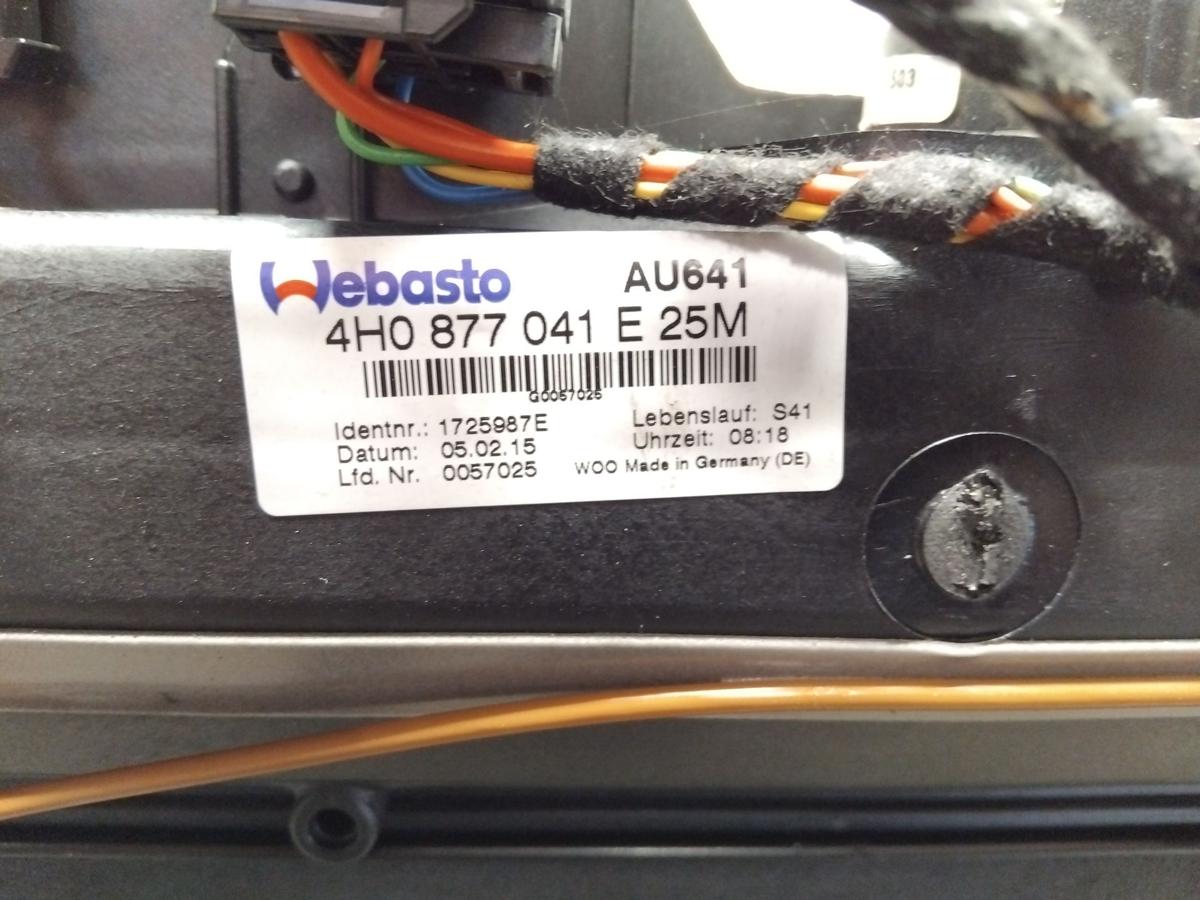 503
Webasto AU641
4H0 877 041 E 25M
G0057025
Identnr.: 1725987E Lebenslauf: S41
Datum: 05.02.15 Uhrzeit: 08:18
Lfd. Nr. 0057025 WOO Made in Germany (DE)